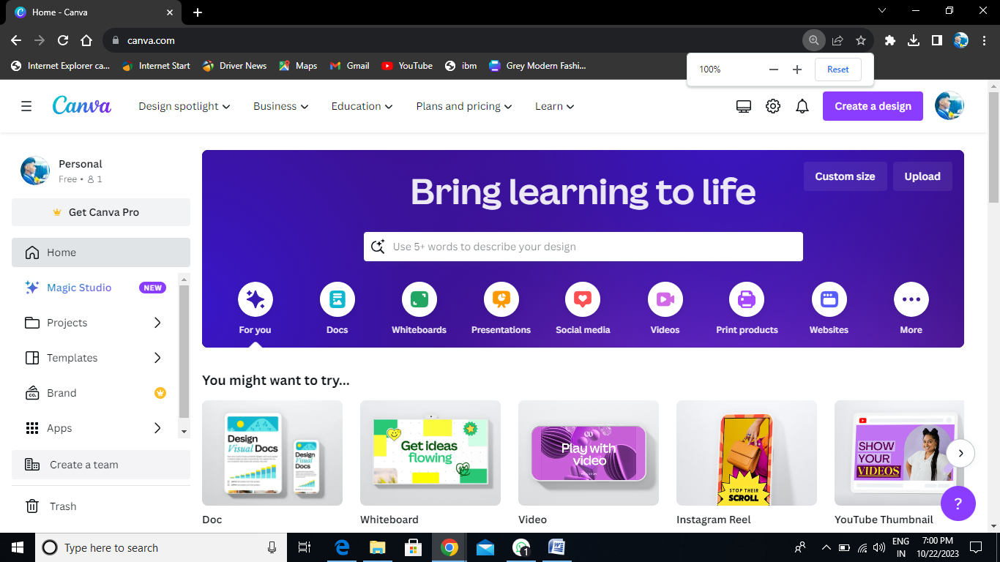 Home - Canva
canva.com
Internet Explorer ca...
Internet Start
Driver News
Maps
Gmail
YouTube
ibm
Grey Modern Fashi...
100%
Reset
Canva
Design spotlight
Business
Education
Plans and pricing
Learn
Create a design
Personal
Free • 1
Get Canva Pro
Home
Magic Studio
NEW
Projects
Templates
Brand
Apps
Create a team
Trash
Custom size
Upload
Bring learning to life
Use 5+ words to describe your design
For you
Docs
Whiteboards
Presentations
Social media
Videos
Print products
Websites
More
You might want to try...
Design
Visual Docs
Design
Visual Docs
Doc
Get ideas
flowing
Whiteboard
Play with
video
Video
STOP THEIR
SCROLL
Instagram Reel
SHOW
YOUR
VIDEOS
YouTube Thumbnail
?
Type here to search
1
ENG
IN
7:00 PM
10/22/2023